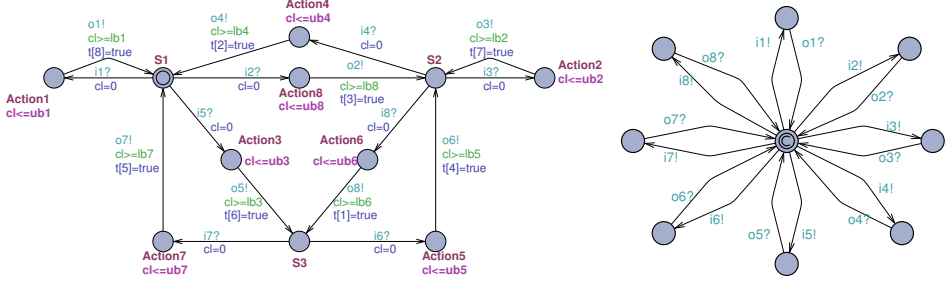 Action4
cl<=ub4
o1!
cl>=lb1
t[8]=true
o4!
cl>=lb4
t[2]=true
i4?
cl=0
o3!
cl>=lb2
t[7]=true
S1
S2
i1?
cl=0
i2?
cl=0
o2!
cl>=lb8
t[3]=true
i3?
cl=0
Action1
cl<=ub1
Action8
cl<=ub8
Action2
cl<=ub2
i5?
cl=0
i8?
cl=0
o7!
cl>=lb7
t[5]=true
Action3
cl<=ub3
Action6
cl<=ub6
o6!
cl>=lb5
t[4]=true
o5!
cl>=lb3
t[6]=true
o8!
cl>=lb6
t[1]=true
i7?
cl=0
i6?
cl=0
Action7
cl<=ub7
S3
Action5
cl<=ub5
i1!
o1?
o8?
i8!
i2!
o2?
o7?
i7!
i3!
o3?
C
o6?
i6!
i4!
o4?
o5?
i5!